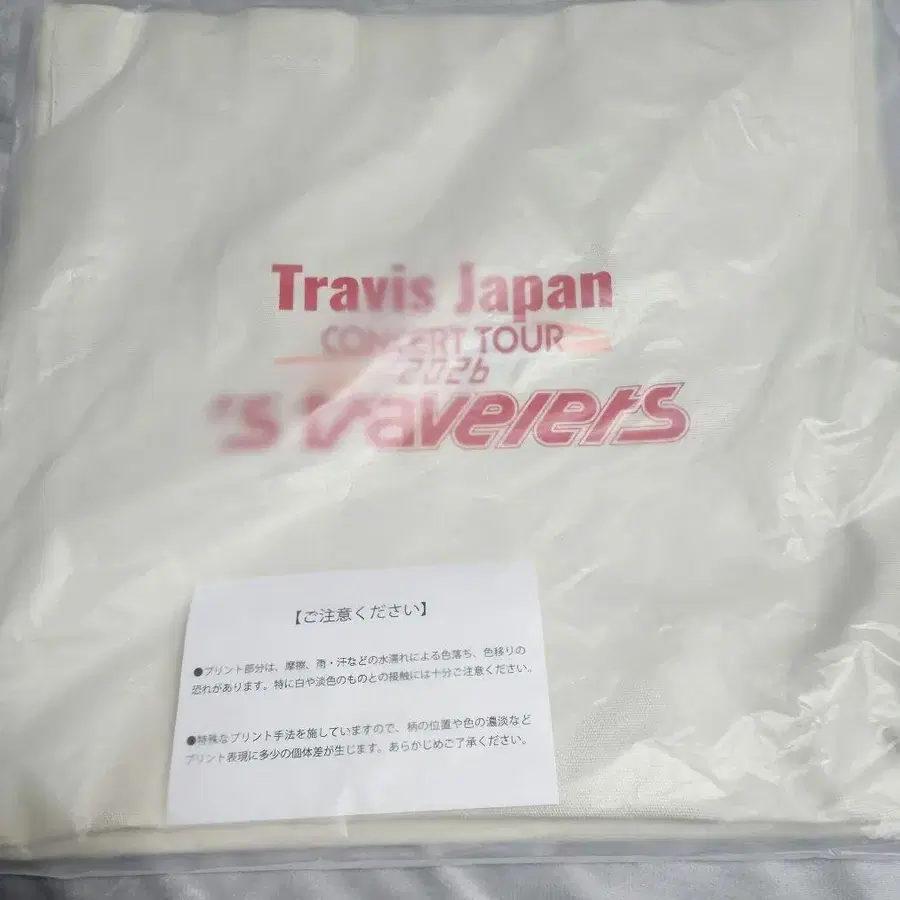 Travis Japan
CONCERT TOUR
2026
's travelers
【ご注意ください】
●プリント部分は、摩擦、雨・汗などの水濡れによる色落ち、色移りの
恐れがあります。特に白や淡色のものとの接触には十分ご注意ください。
●特殊なプリント手法を施していますので、柄の位置や色の濃淡など
プリント表現に多少の個体差が生じます。あらかじめご了承ください。